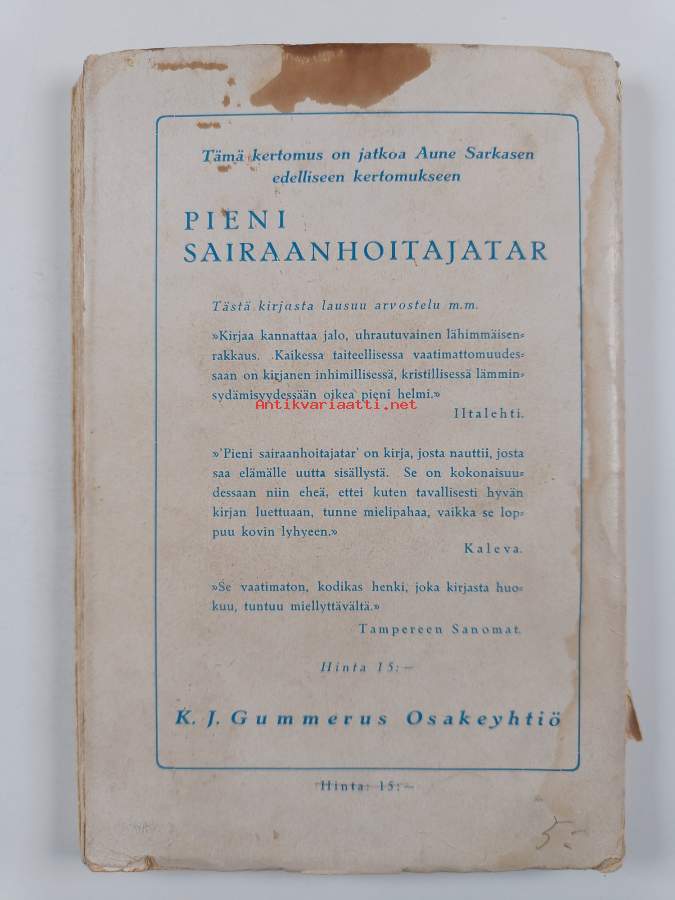 Tämä kertomus on jatkoa Aune Sarkasen
edelliseen kertomukseen
PIENI
SAIRAANHOITAJATAR
Tästä kirjasta lausuu arvostelu m.m.
»Kirjaa kannattaa jalo, uhrautuvainen lähimmäisen-
rakkaus. Kaikessa taiteellisessa vaatimattomuudes-
saan on kirjanen inhimillisessä, kristillisessä lämmin-
sydämisyydessään oikea pieni helmi.»
Antikvariaatti.net
Iltalehti.
»'Pieni sairaanhoitajatar' on kirja, josta nauttii, josta
saa elämälle uutta sisällystä. Se on kokonaisuu-
dessaan niin eheä, ettei kuten tavallisesti hyvän
kirjan luettuaan, tunne mielipahaa, vaikka se lop-
puu kovin lyhyeen.»
Kaleva.
»Se vaatimaton, kodikas henki, joka kirjasta huo-
kuu, tuntuu miellyttävältä.»
Tampereen Sanomat.
Hinta 15:—
K. J. Gummerus Osakeyhtiö
Hinta: 15:—
5:-